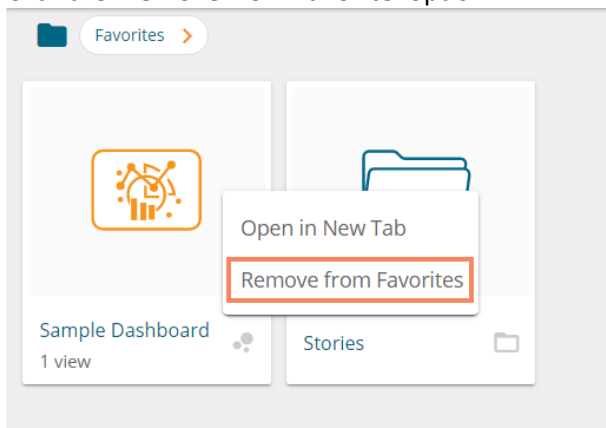 Favorites
Open in New Tab
Remove from Favorites
Sample Dashboard
1 view
Stories